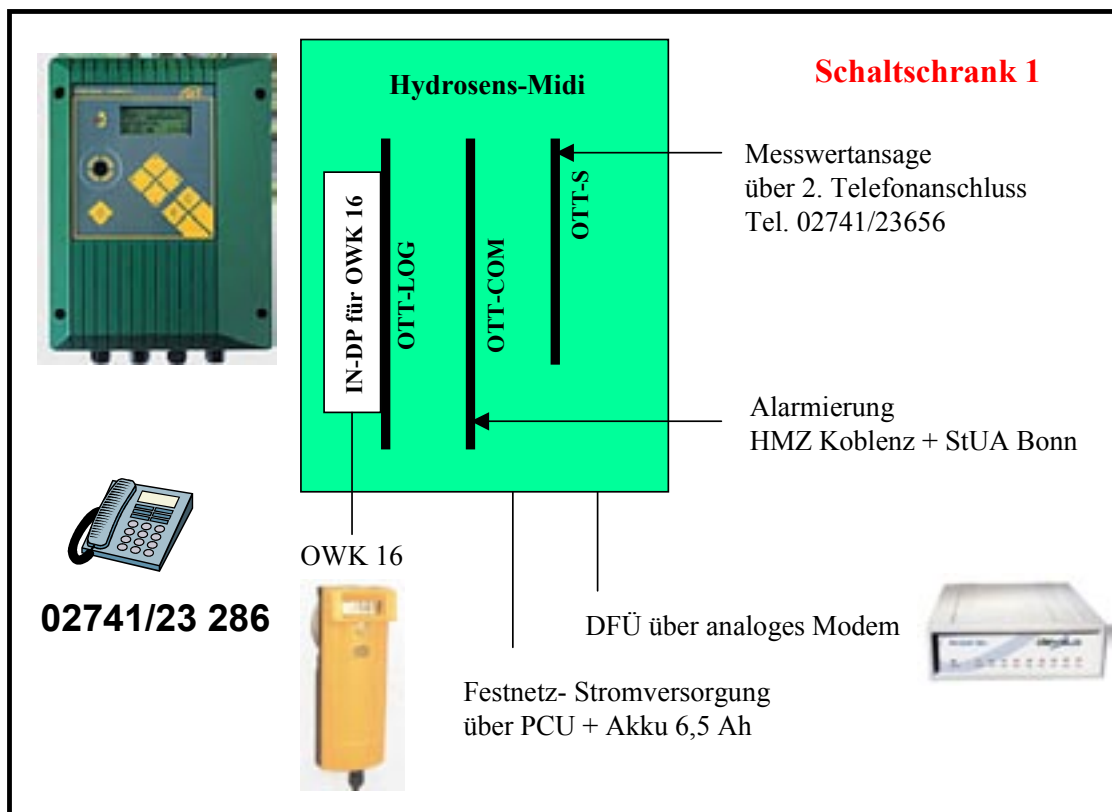 Schaltschrank 1
Hydrosens-Midi
IN-DP für OWK 16
OTT-LOG
OTT-COM
OTT-S
Messwertansage
über 2. Telefonanschluss
Tel. 02741/23656
Alarmierung
HMZ Koblenz + StUA Bonn
OWK 16
02741/23 286
DFÜ über analoges Modem
Festnetz- Stromversorgung
über PCU + Akku 6,5 Ah